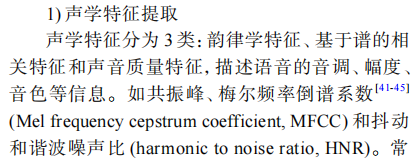 1) 声学特征提取
声学特征分为 3 类: 韵律学特征、基于谱的相
关特征和声音质量特征, 描述语音的音调、幅度、
音色等信息。如共振峰、梅尔频率倒谱系数[41-45]
(Mel frequency cepstrum coefficient, MFCC) 和抖动
和谐波噪声比 (harmonic to noise ratio, HNR)。常